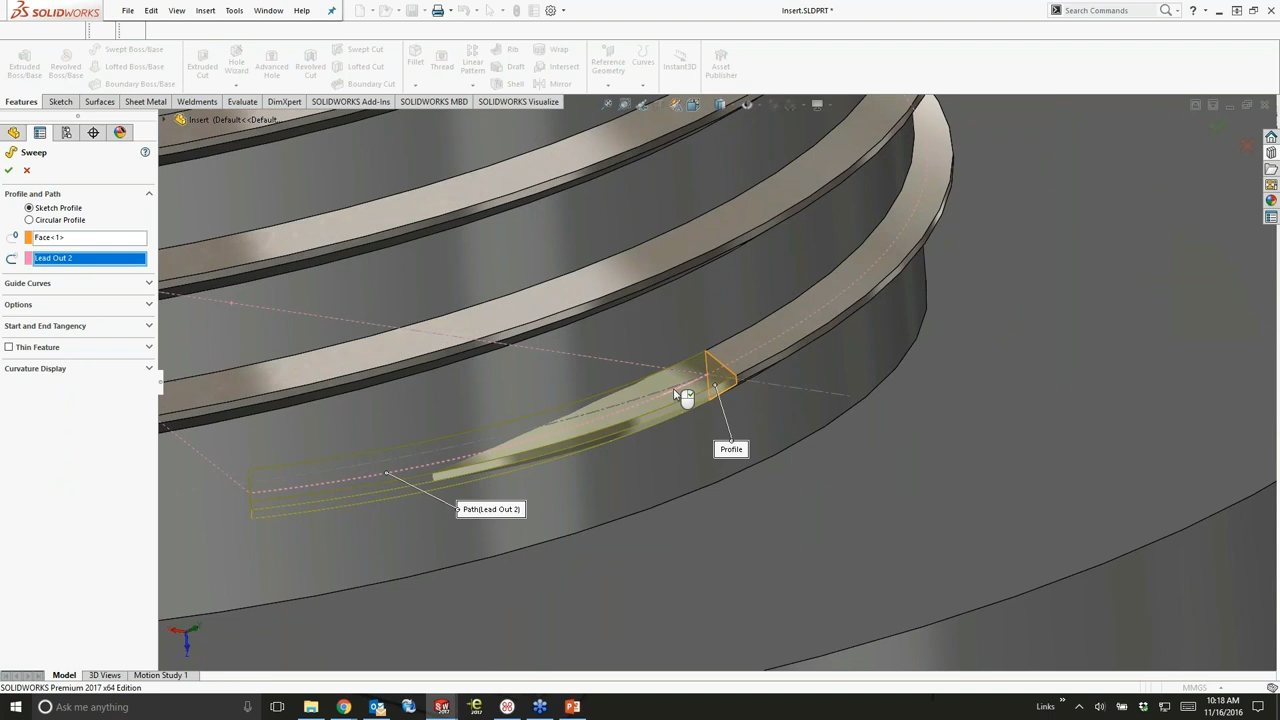 SOLIDWORKS File Edit View Insert Tools Window Help Insert.SLDPRT * Search Commands
Extruded Boss/Base
Revolved Boss/Base
Swept Boss/Base
Lofted Boss/Base
Boundary Boss/Base
Extruded Cut
Hole Wizard
Advanced Hole
Revolved Cut
Swept Cut
Lofted Cut
Boundary Cut
Fillet
Thread
Linear Pattern
Rib
Draft
Shell
Wrap
Intersect
Mirror
Reference Geometry
Curves
Instant3D
Asset Publisher
Features Sketch Surfaces Sheet Metal Weldments Evaluate DimXpert SOLIDWORKS Add-Ins SOLIDWORKS MBD SOLIDWORKS Visualize
Insert (Default<<Default...
Sweep
Profile and Path
Sketch Profile
Circular Profile
Face<1>
Lead Out 2
Guide Curves
Options
Start and End Tangency
Thin Feature
Curvature Display
Profile
Path(Lead Out 2)
Model 3D Views Motion Study 1
SOLIDWORKS Premium 2017 x64 Edition MMGS
Ask me anything Links 10:18 AM
11/16/2016